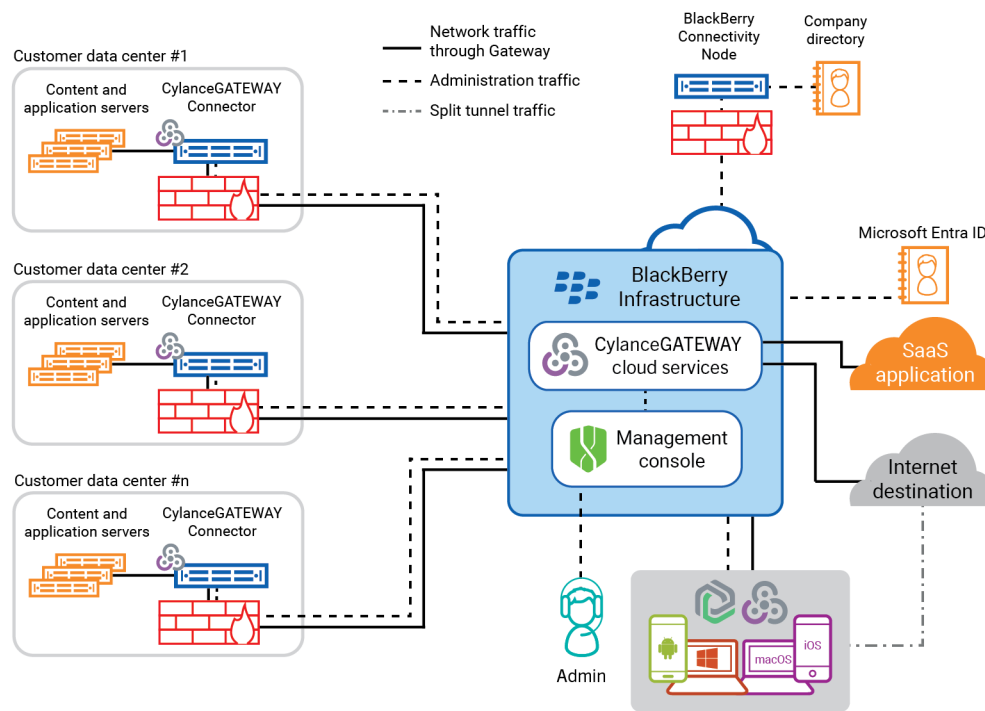 Network traffic
through Gateway
Administration traffic
Split tunnel traffic
BlackBerry
Connectivity
Node
Company
directory
Customer data center #1
Content and
application servers
CylanceGATEWAY
Connector
Customer data center #2
Content and
application servers
CylanceGATEWAY
Connector
Customer data center #n
Content and
application servers
CylanceGATEWAY
Connector
BlackBerry
Infrastructure
CylanceGATEWAY
cloud services
Management
console
Microsoft Entra ID
SaaS
application
Internet
destination
Admin
macOS
iOS